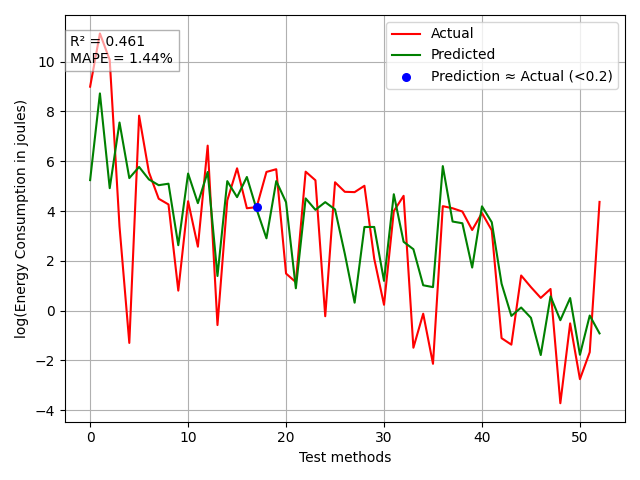 R² = 0.461
MAPE = 1.44%
Actual
Predicted
Prediction ≈ Actual (<0.2)
log(Energy Consumption in joules)
10
8
6
4
2
0
−2
−4
0
10
20
30
40
50
Test methods